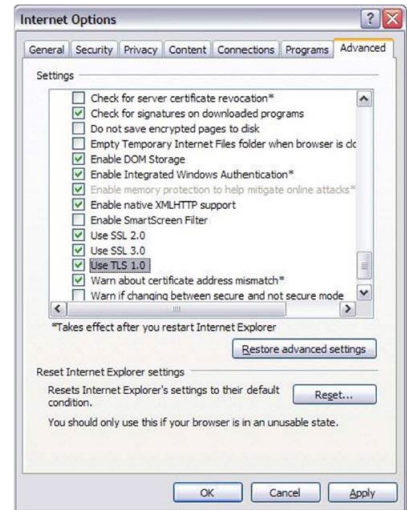 Internet Options
General Security Privacy Content Connections Programs Advanced
Settings
Check for server certificate revocation*
Check for signatures on downloaded programs
Do not save encrypted pages to disk
Empty Temporary Internet Files folder when browser is clo
Enable DOM Storage
Enable Integrated Windows Authentication*
Enable memory protection to help mitigate online attacks*
Enable native XMLHTTP support
Enable SmartScreen Filter
Use SSL 2.0
Use SSL 3.0
Use TLS 1.0
Warn about certificate address mismatch*
Warn if changing between secure and not secure mode
*Takes effect after you restart Internet Explorer
Restore advanced settings
Reset Internet Explorer settings
Resets Internet Explorer's settings to their default
condition.
Reset...
You should only use this if your browser is in an unusable state.
OK Cancel Apply